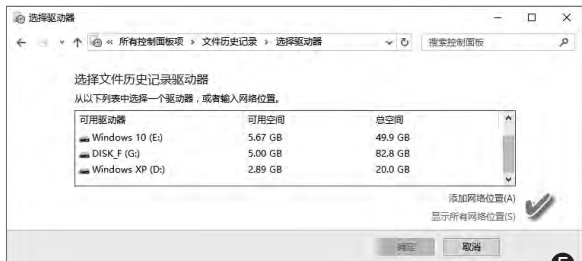 选择驱动器
所有控制面板项 › 文件历史记录 › 选择驱动器
搜索控制面板
选择文件历史记录驱动器
从以下列表中选择一个驱动器，或者输入网络位置。
可用驱动器 可用空间 总空间
Windows 10 (E:) 5.67 GB 49.9 GB
DISK_F (G:) 5.00 GB 82.8 GB
Windows XP (D:) 2.89 GB 20.0 GB
添加网络位置(A)
显示所有网络位置(S)
确定 取消